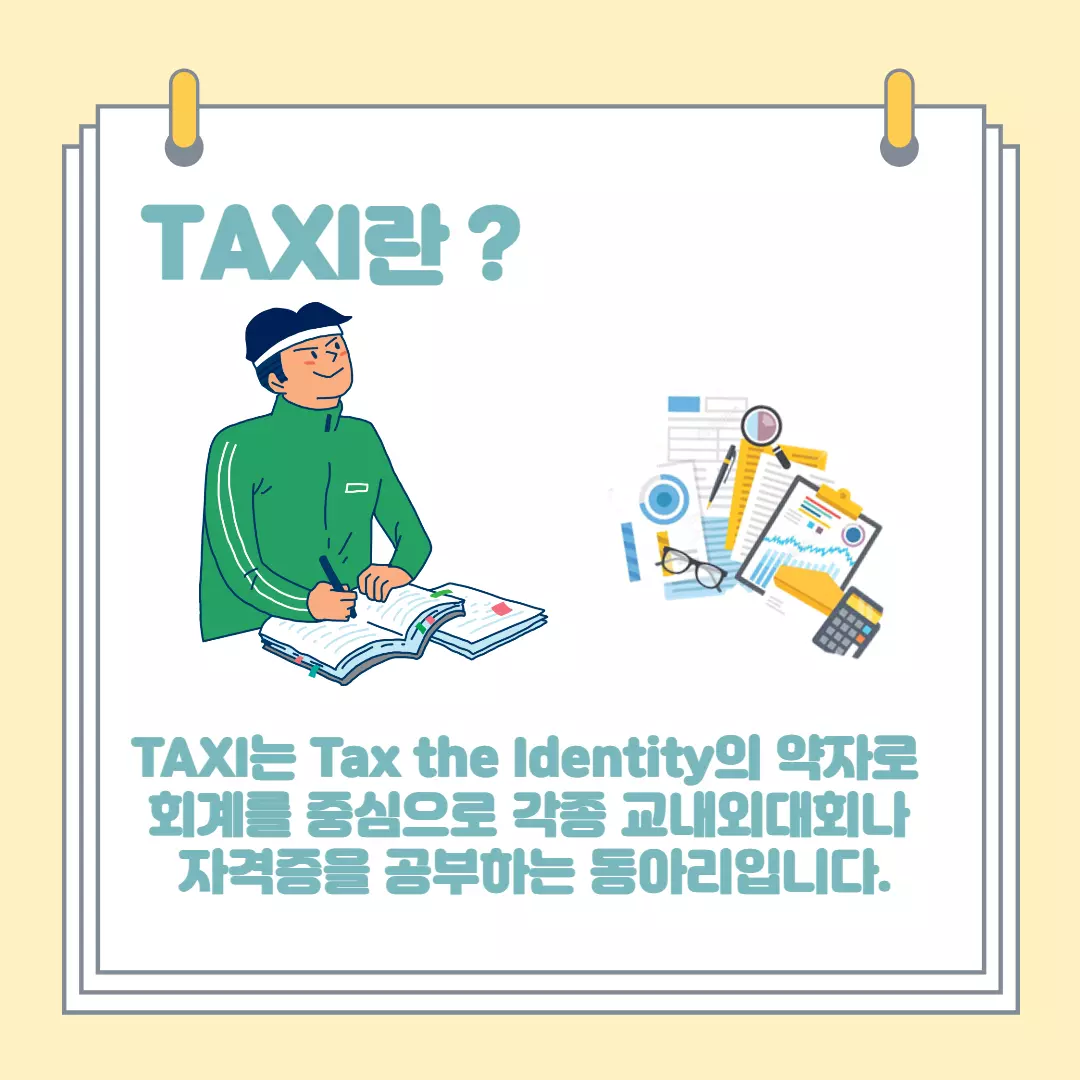 TAXI란 ?
TAXI는 Tax the Identity의 약자로
회계를 중심으로 각종 교내외대회나
자격증을 공부하는 동아리입니다.